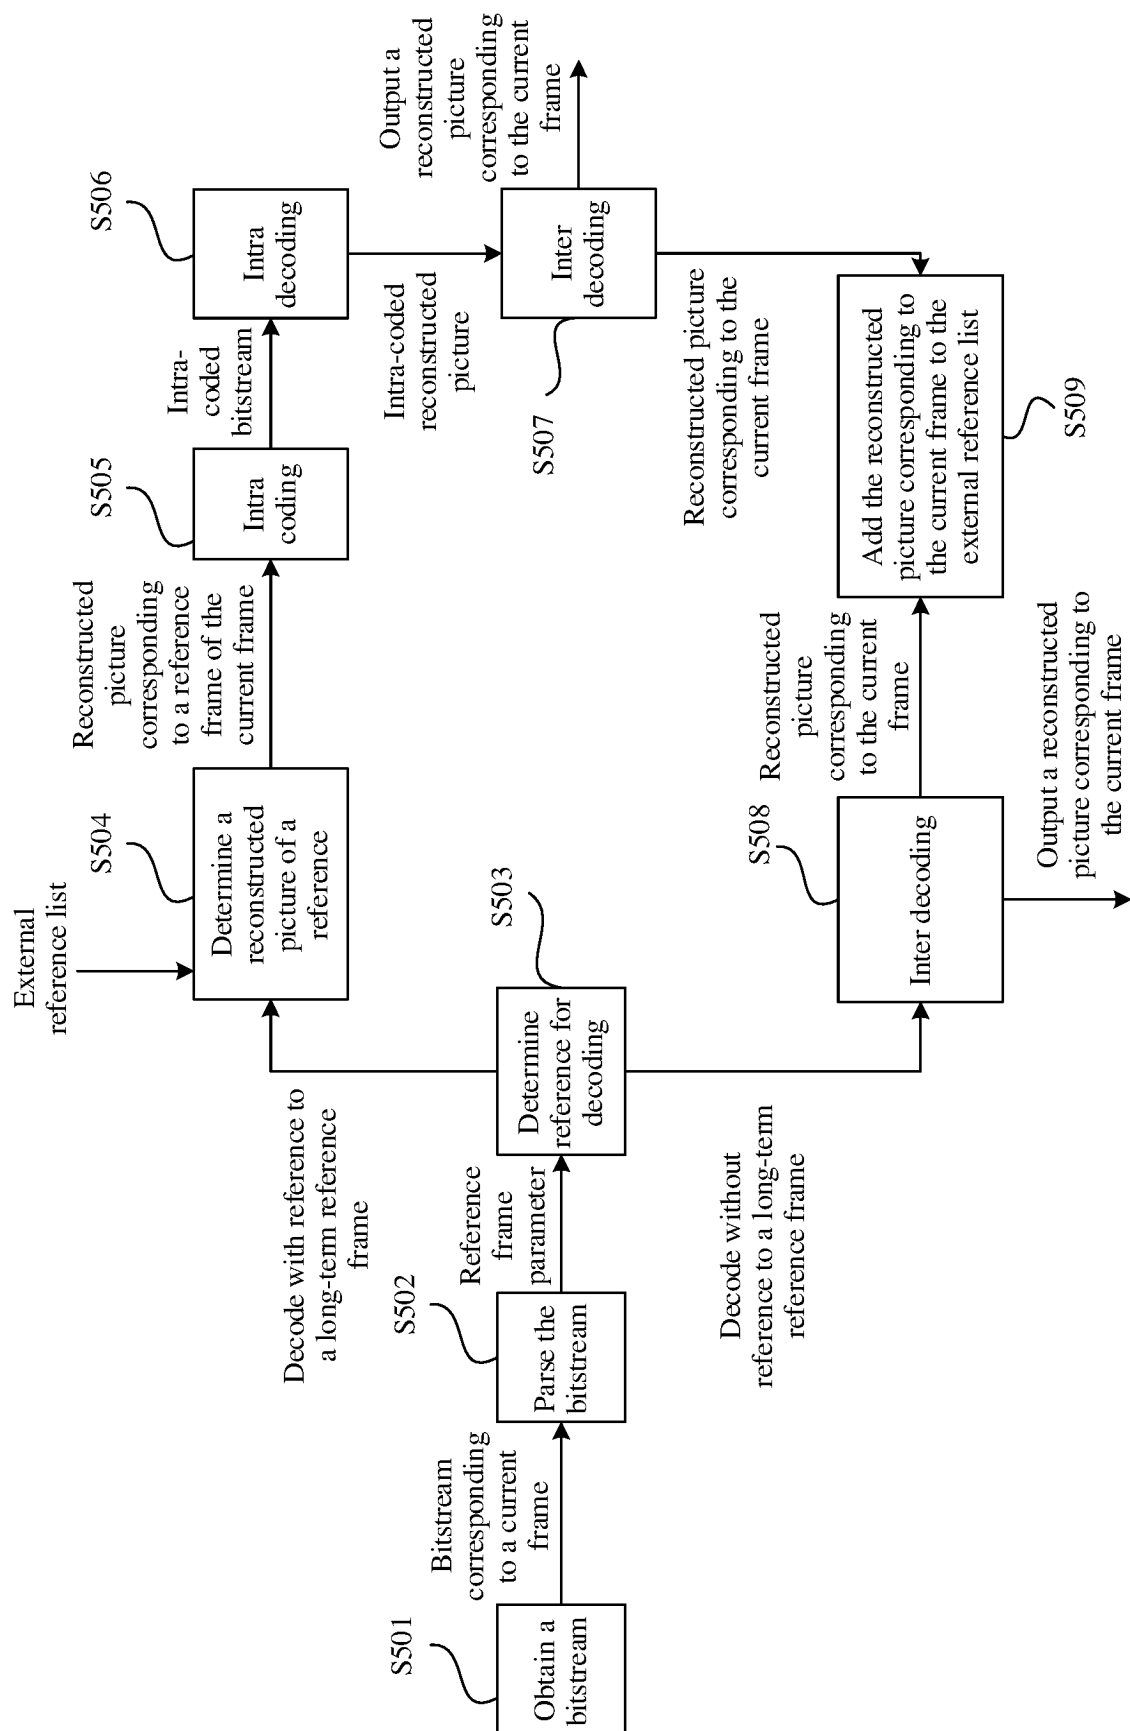 S501
Obtain a
bitstream
Bitstream
corresponding
to a current
frame
S502
Parse the
bitstream
Reference
frame
parameter
S503
Determine
reference for
decoding
Decode with reference to
a long-term reference
frame
External
reference list
S504
Determine a
reconstructed
picture of a
reference
Reconstructed
picture
corresponding
to a reference
frame of the
current frame
S505
Intra
coding
Intra-
coded
bitstream
S506
Intra
decoding
Intra-coded
reconstructed
picture
S507
Inter
decoding
Output a
reconstructed
picture
corresponding
to the current
frame
Reconstructed picture
corresponding to the
current frame
Decode without
reference to a long-term
reference frame
S508
Inter decoding
Output a reconstructed
picture corresponding to
the current frame
Reconstructed
picture
corresponding
to the current
frame
S509
Add the reconstructed
picture corresponding to
the current frame to the
external reference list